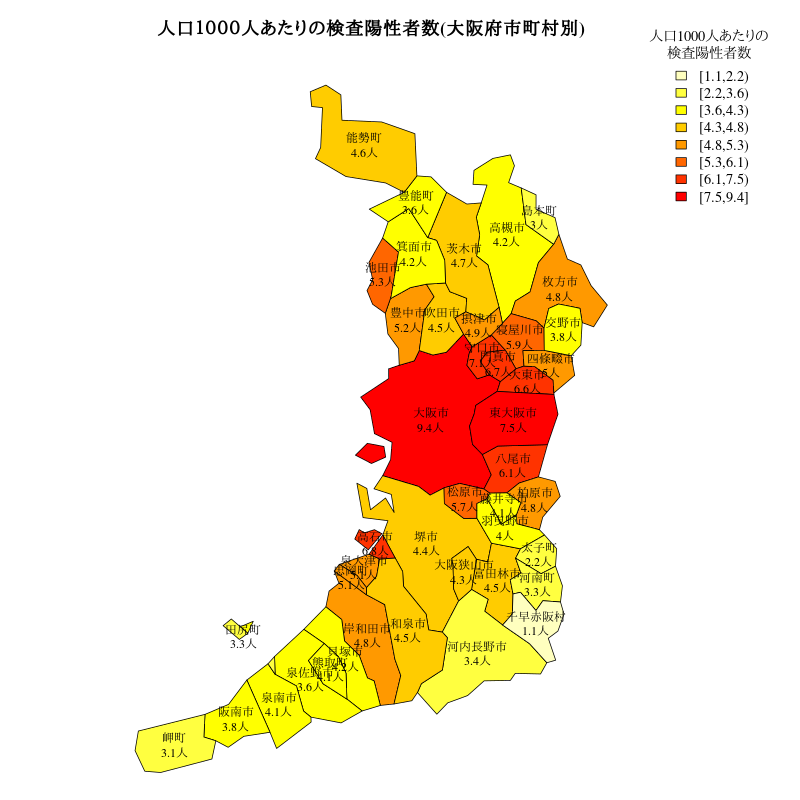 人口1000人あたりの検査陽性者数(大阪府市町村別)
人口1000人あたりの
検査陽性者数
[1.1,2.2)
[2.2,3.6)
[3.6,4.3)
[4.3,4.8)
[4.8,5.3)
[5.3,6.1)
[6.1,7.5)
[7.5,9.4]
能勢町
4.6人
豊能町
3.6人
島本町
3人
高槻市
4.2人
箕面市
4.2人
茨木市
4.7人
池田市
5.3人
枚方市
4.8人
豊中市
5.2人
吹田市
4.5人
摂津市
4.9人
寝屋川市
5.9人
交野市
3.8人
守口市
門真市
6.7人
四條畷市
5人
大東市
6.6人
大阪市
9.4人
東大阪市
7.5人
八尾市
6.1人
松原市
5.7人
藤井寺市
4.1人
柏原市
4.8人
羽曳野市
4人
高石市
6.8人
堺市
4.4人
太子町
2.2人
泉大津市
5.1人
忠岡町
5.1人
大阪狭山市
4.3人
富田林市
4.5人
河南町
3.3人
千早赤阪村
1.1人
田尻町
3.3人
岸和田市
4.8人
和泉市
4.5人
河内長野市
3.4人
貝塚市
4.2人
熊取町
4.1人
泉佐野市
3.6人
泉南市
4.1人
阪南市
3.8人
岬町
3.1人